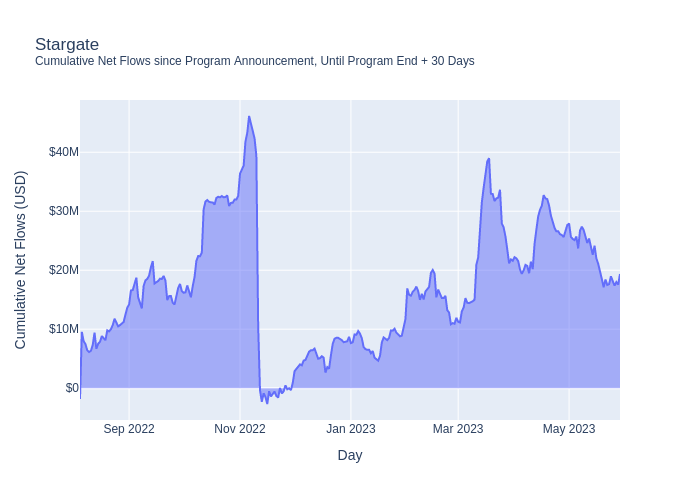 Stargate
Cumulative Net Flows since Program Announcement, Until Program End + 30 Days
Cumulative Net Flows (USD)
$40M
$30M
$20M
$10M
$0
Sep 2022
Nov 2022
Jan 2023
Mar 2023
May 2023
Day